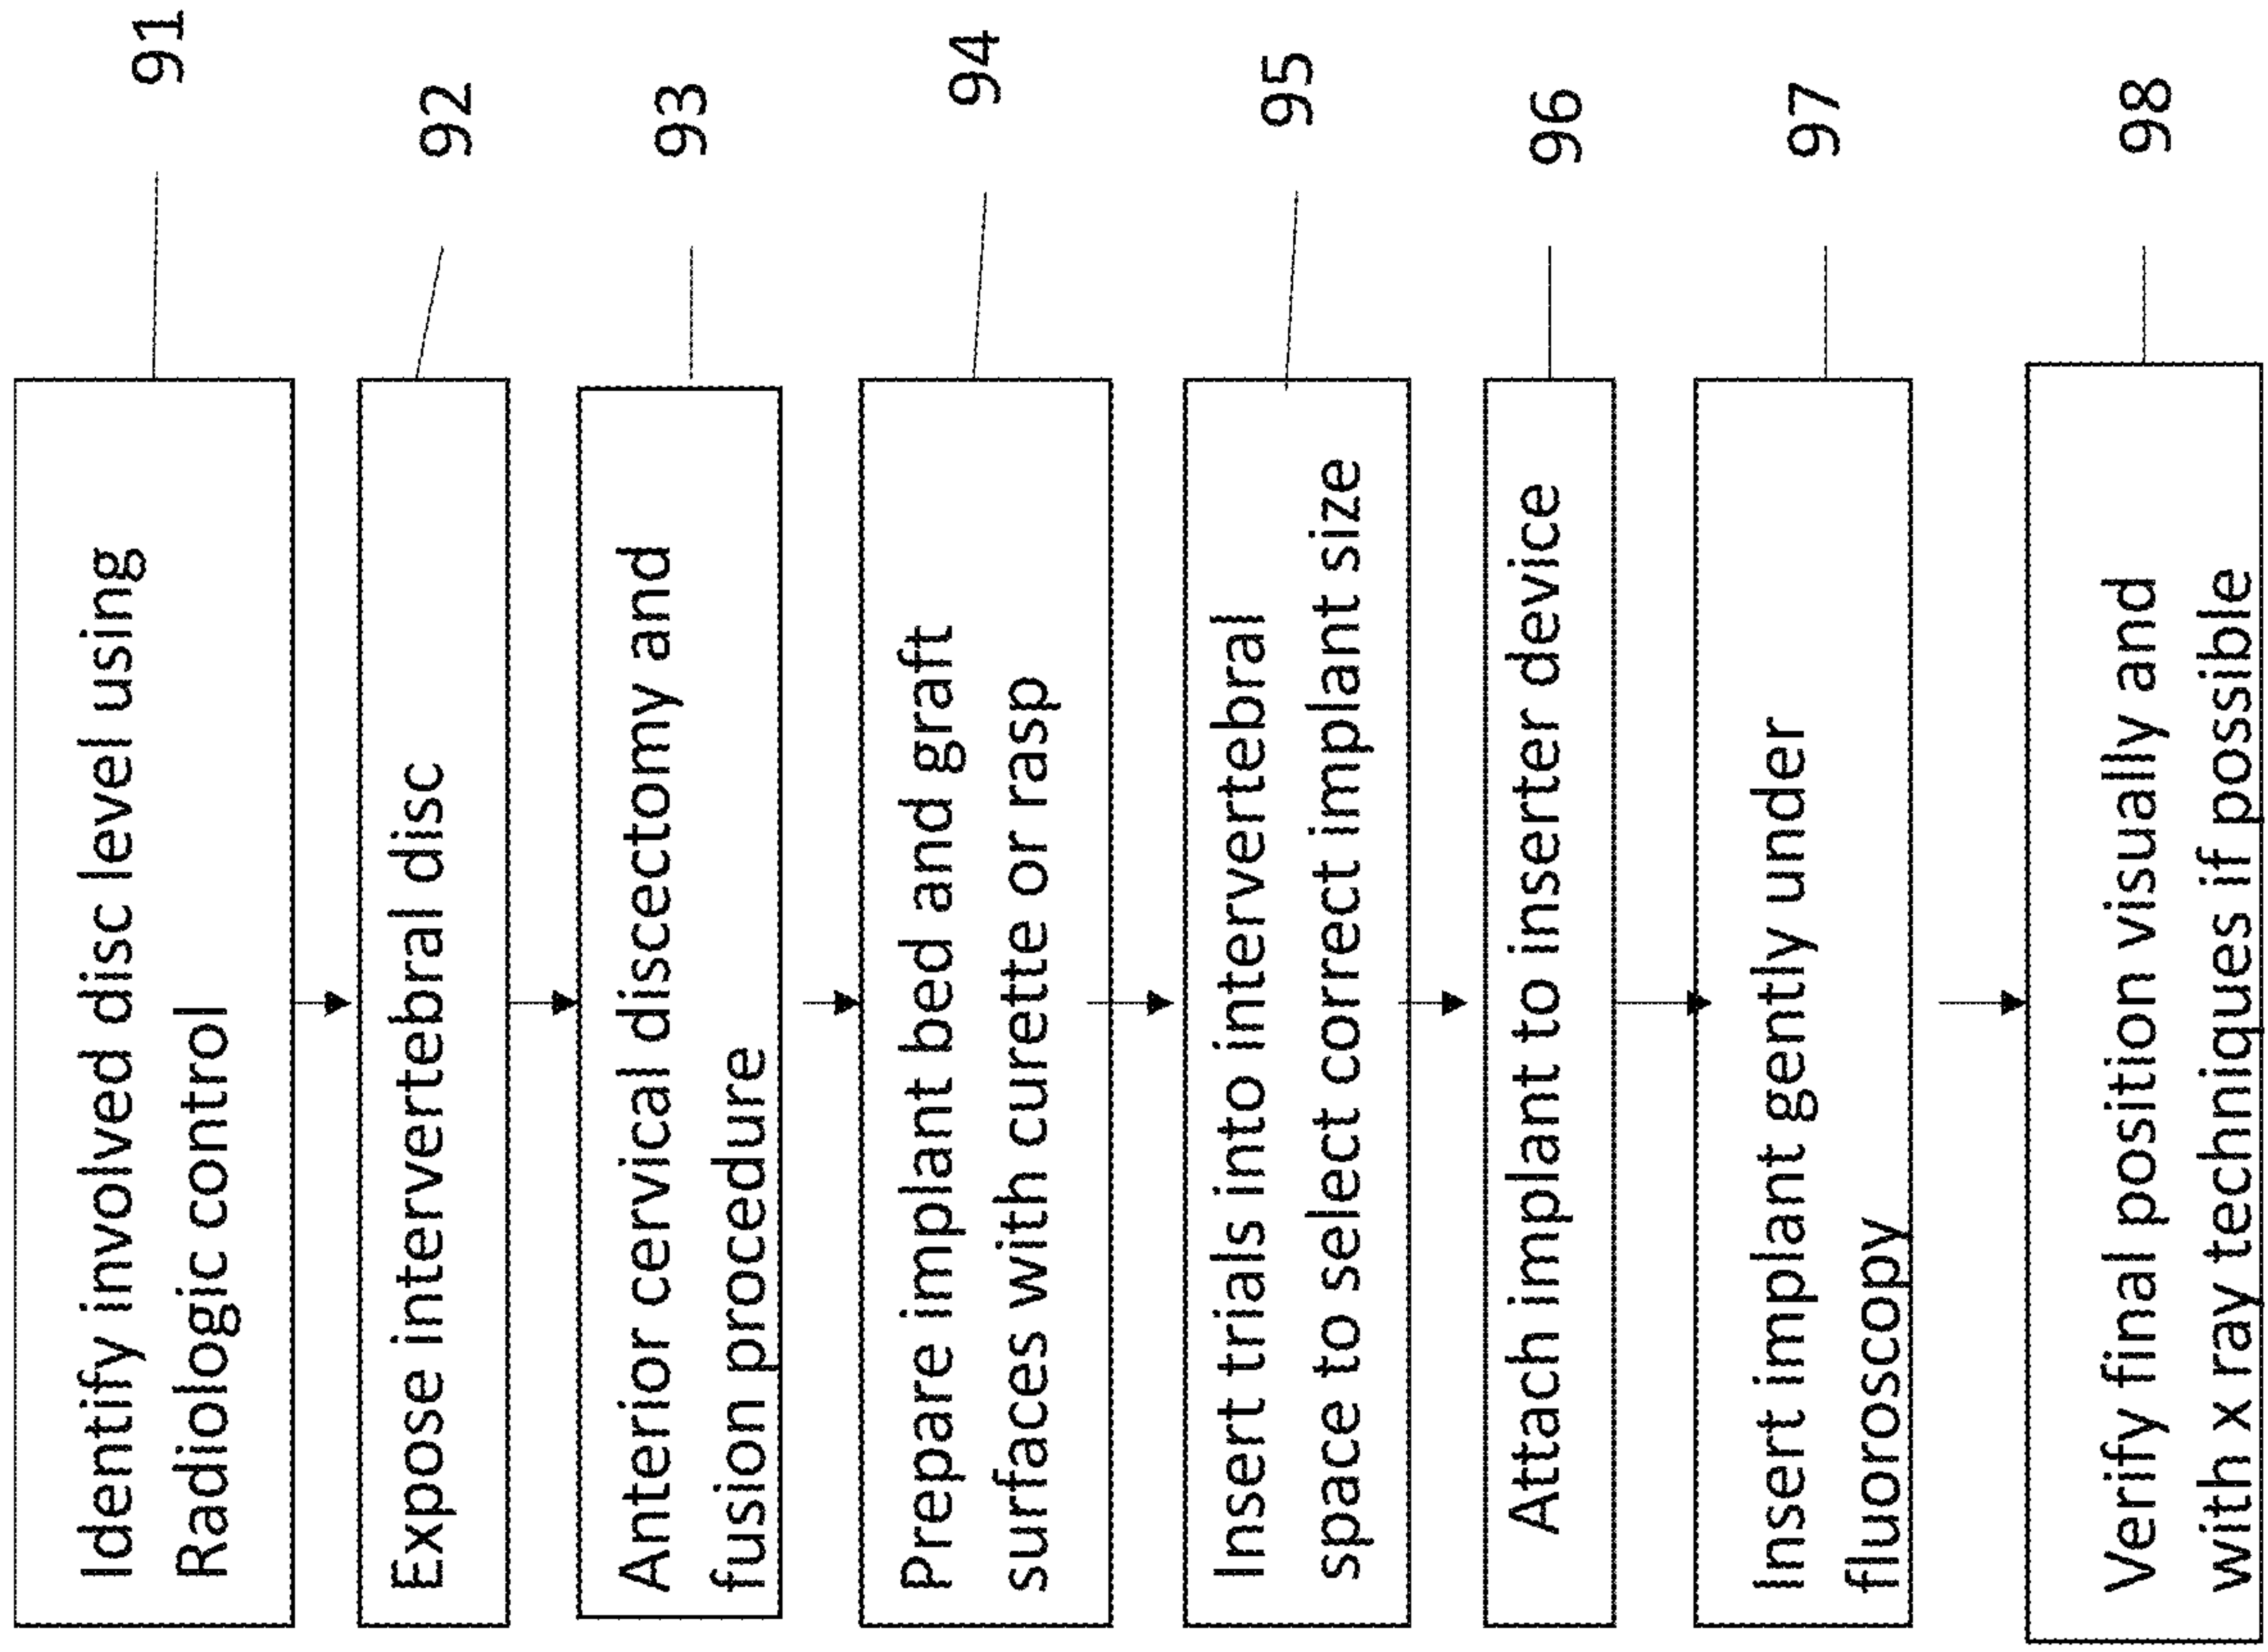 Identify involved disc level using
Radiologic control
91
Expose intervertebral disc
92
Anterior cervical discectomy and
fusion procedure
93
Prepare implant bed and graft
surfaces with curette or rasp
94
Insert trials into intervertebral
space to select correct implant size
95
Attach implant to inserter device
96
Insert implant gently under
fluoroscopy
97
Verify final position visually and
with x ray techniques if possible
98